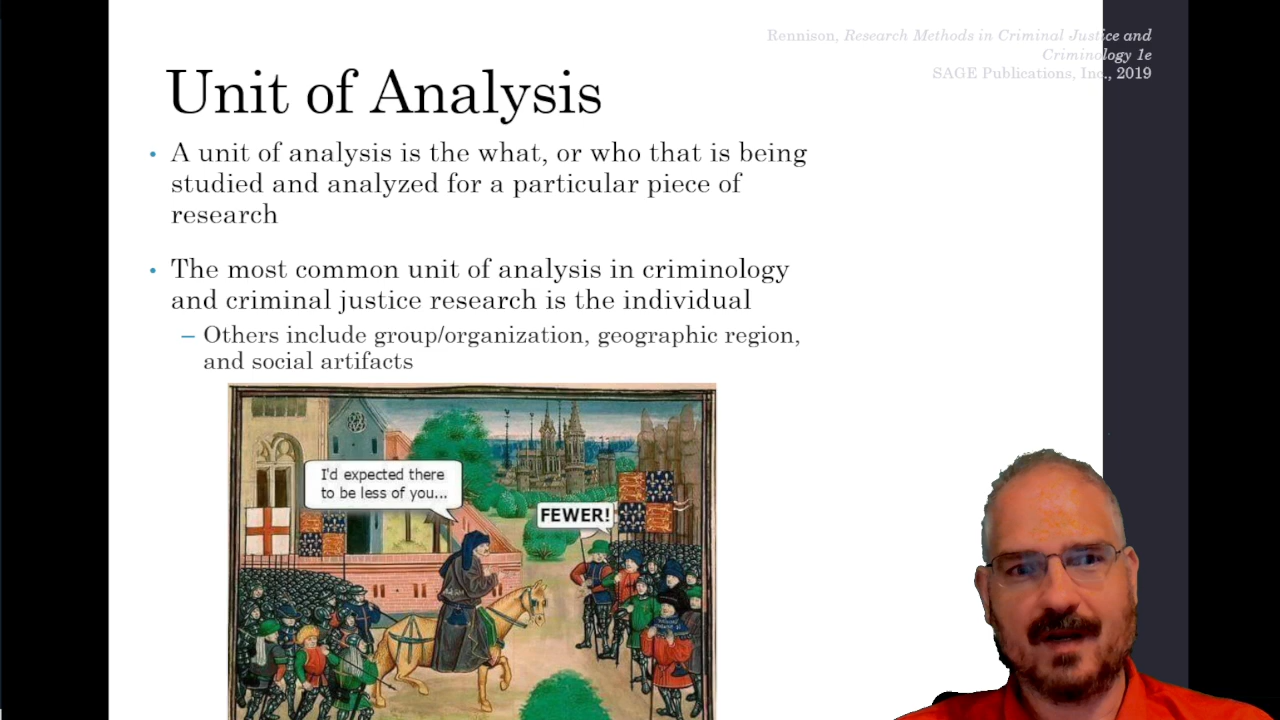 Rennison, Research Methods in Criminal Justice and
Criminology 1e
SAGE Publications, Inc., 2019
Unit of Analysis
• A unit of analysis is the what, or who that is being
studied and analyzed for a particular piece of
research
• The most common unit of analysis in criminology
and criminal justice research is the individual
– Others include group/organization, geographic region,
and social artifacts
I'd expected there
to be less of you...
FEWER!